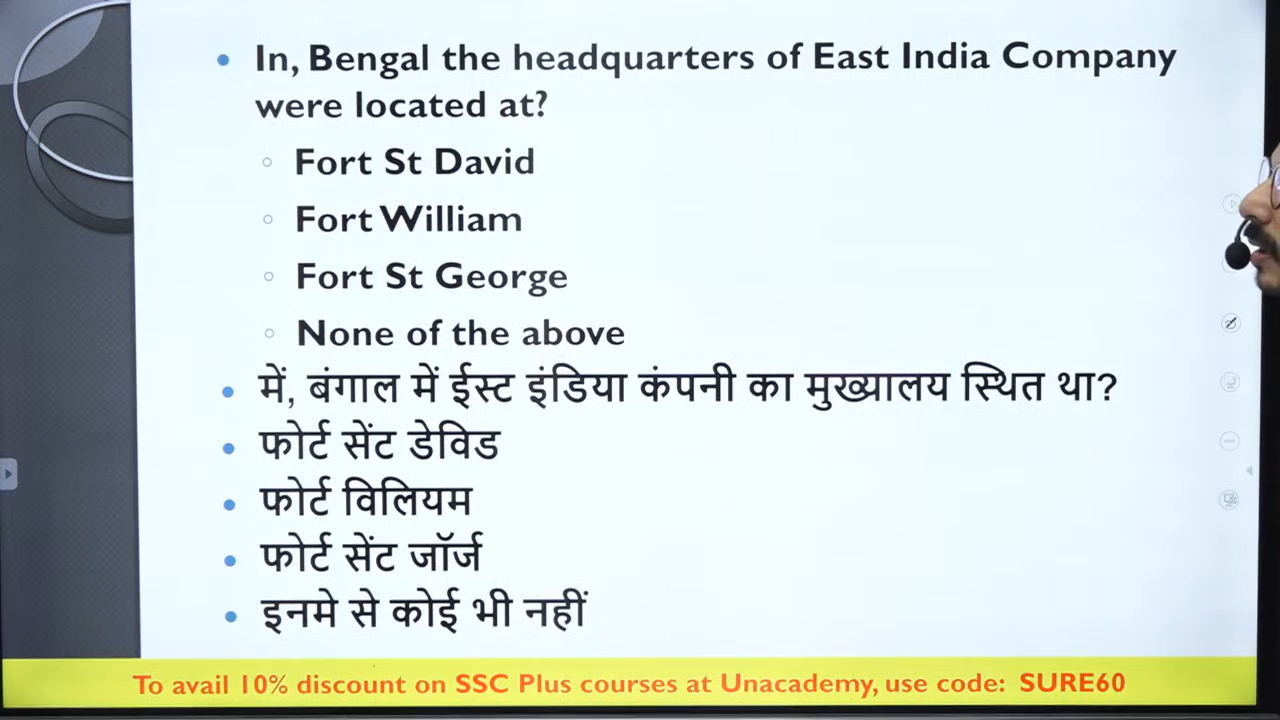 In, Bengal the headquarters of East India Company
were located at?
Fort St David
Fort William
Fort St George
None of the above
में, बंगाल में ईस्ट इंडिया कंपनी का मुख्यालय स्थित था?
फोर्ट सेंट डेविड
फोर्ट विलियम
फोर्ट सेंट जॉर्ज
इनमे से कोई भी नहीं
To avail 10% discount on SSC Plus courses at Unacademy, use code: SURE60